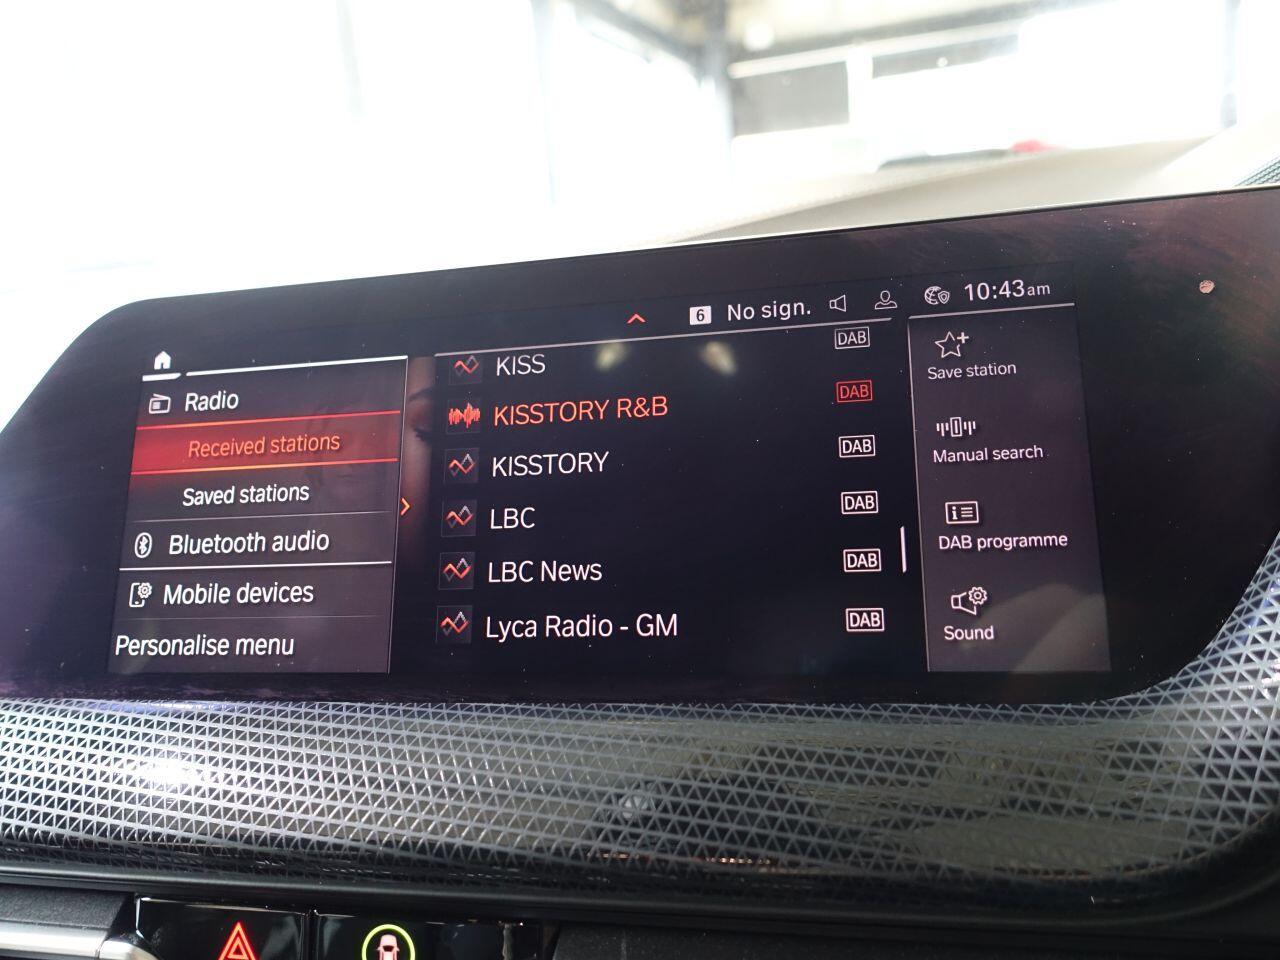 6 No sign. 10:43am
Radio
Received stations
Saved stations
Bluetooth audio
Mobile devices
Personalise menu
KISS DAB
KISSTORY R&B DAB
KISSTORY DAB
LBC DAB
LBC News DAB
Lyca Radio - GM DAB
Save station
Manual search
DAB programme
Sound